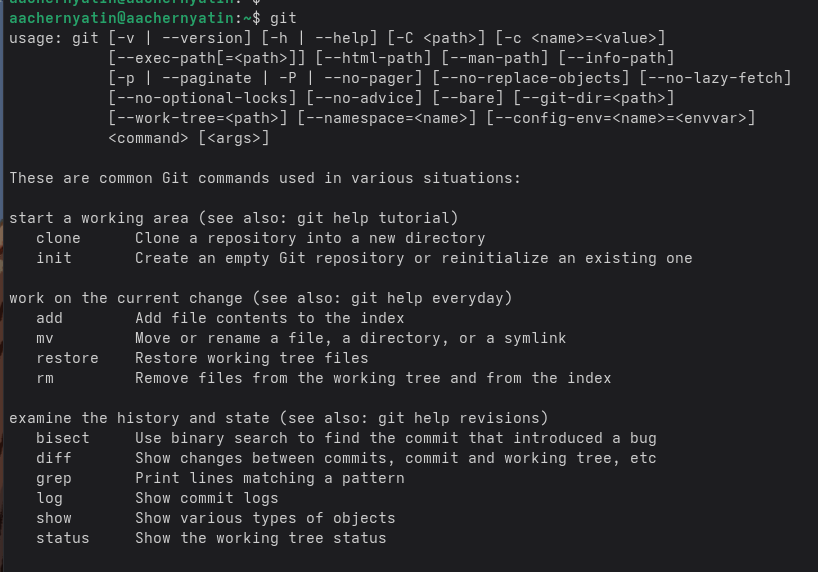 aachernyatin@aachernyatin:~$
aachernyatin@aachernyatin:~$ git
usage: git [-v | --version] [-h | --help] [-C <path>] [-c <name>=<value>]
           [--exec-path[=<path>]] [--html-path] [--man-path] [--info-path]
           [-p | --paginate | -P | --no-pager] [--no-replace-objects] [--no-lazy-fetch]
           [--no-optional-locks] [--no-advice] [--bare] [--git-dir=<path>]
           [--work-tree=<path>] [--namespace=<name>] [--config-env=<name>=<envvar>]
           <command> [<args>]

These are common Git commands used in various situations:

start a working area (see also: git help tutorial)
   clone      Clone a repository into a new directory
   init       Create an empty Git repository or reinitialize an existing one

work on the current change (see also: git help everyday)
   add        Add file contents to the index
   mv         Move or rename a file, a directory, or a symlink
   restore    Restore working tree files
   rm         Remove files from the working tree and from the index

examine the history and state (see also: git help revisions)
   bisect     Use binary search to find the commit that introduced a bug
   diff       Show changes between commits, commit and working tree, etc
   grep       Print lines matching a pattern
   log        Show commit logs
   show       Show various types of objects
   status     Show the working tree status